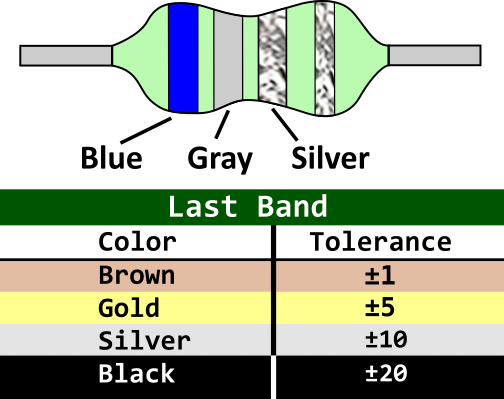 Blue Gray Silver
Last Band
Color Tolerance
Brown ±1
Gold ±5
Silver ±10
Black ±20